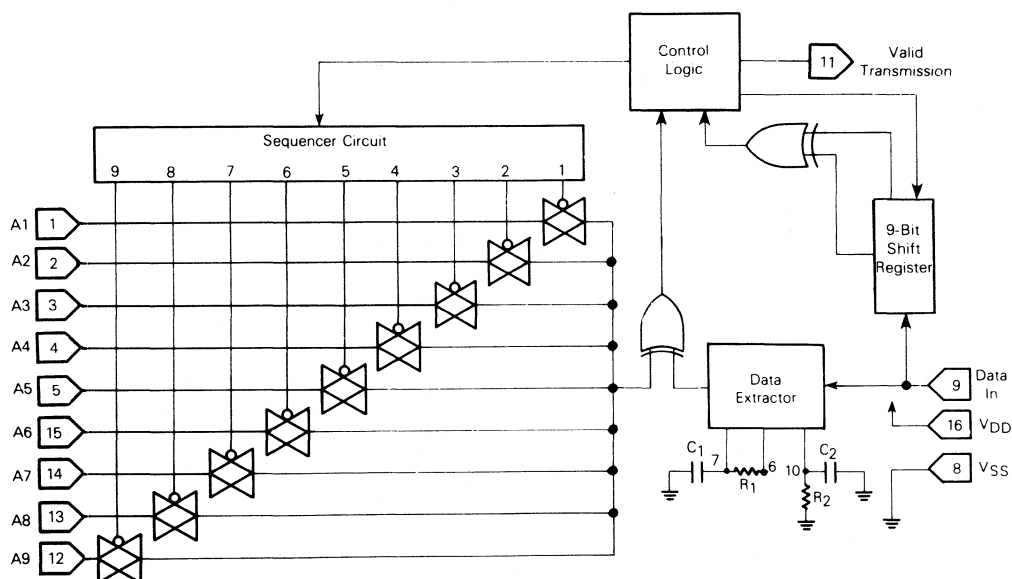 Control
Logic
11
Valid
Transmission
Sequencer Circuit
9 8 7 6 5 4 3 2 1
A1 1
A2 2
A3 3
A4 4
A5 5
A6 15
A7 14
A8 13
A9 12
9-Bit
Shift
Register
Data
Extractor
9 Data
In
16 VDD
8 VSS
C1 7 R1 6 10 C2
R2